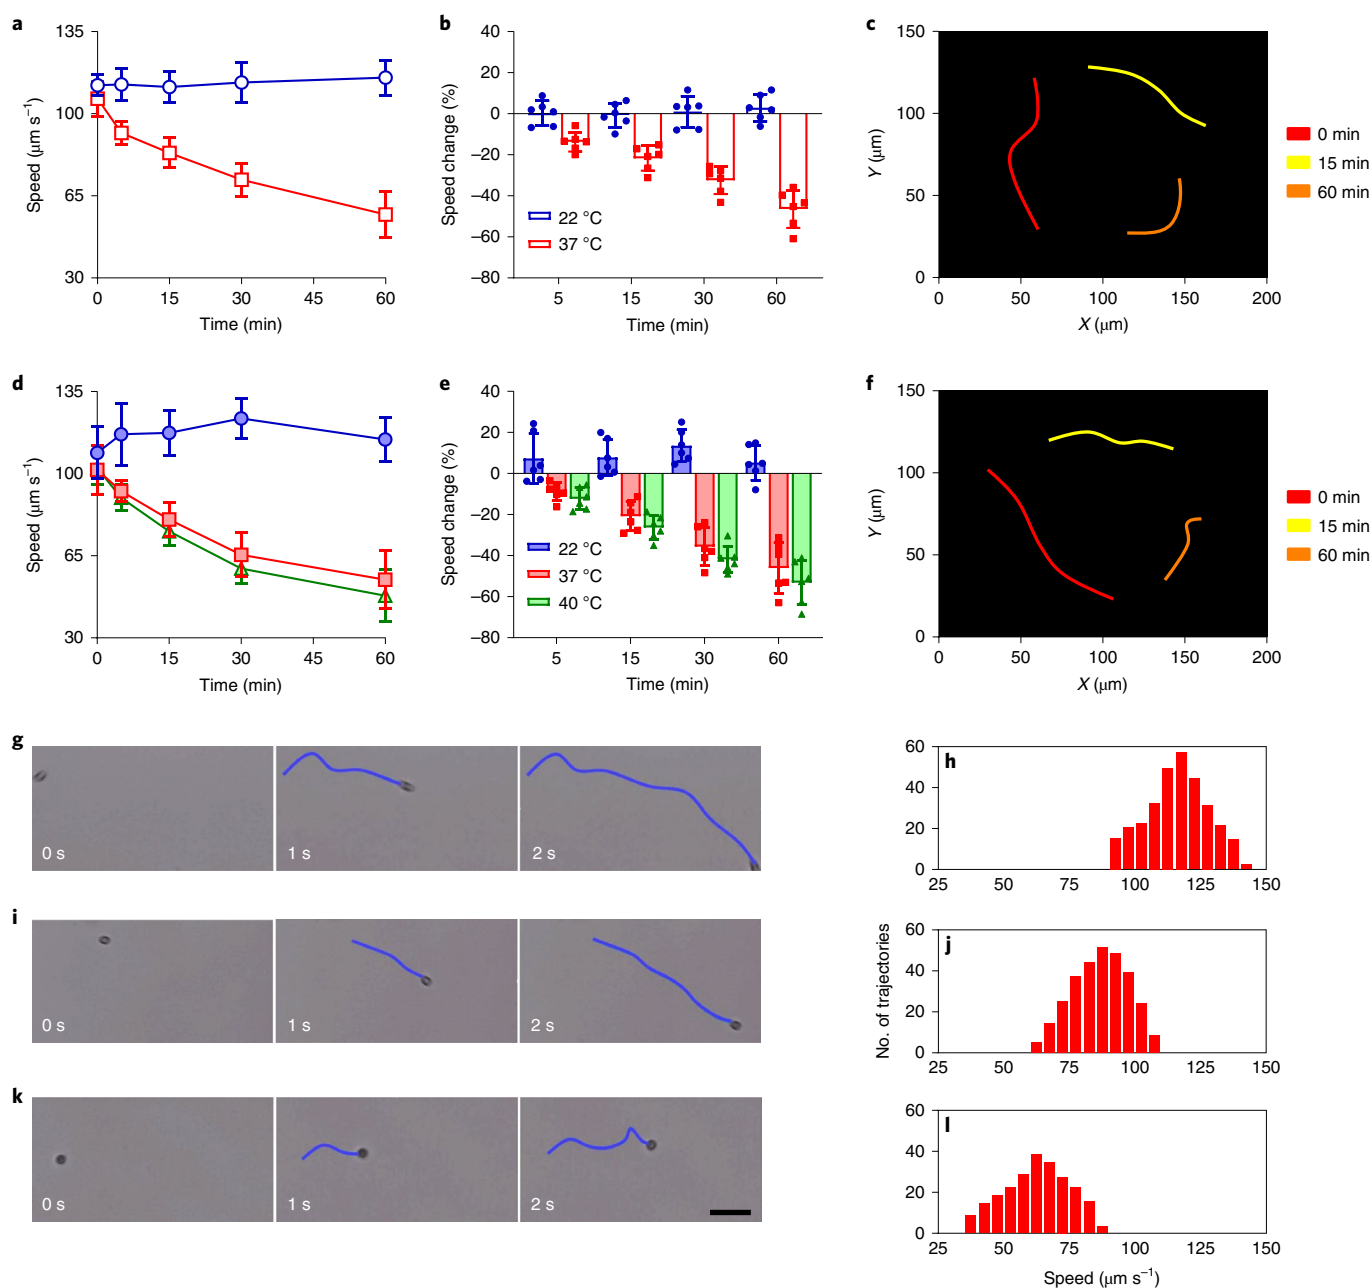 a
135
100
65
30
Speed (μm s⁻¹)
0 15 30 45 60
Time (min)
b
40
20
0
−20
−40
−60
−80
Speed change (%)
22 °C
37 °C
5 15 30 60
Time (min)
c
150
100
50
0
Y (μm)
0 50 100 150 200
X (μm)
0 min
15 min
60 min
d
135
100
65
30
Speed (μm s⁻¹)
0 15 30 45 60
Time (min)
e
40
20
0
−20
−40
−60
−80
Speed change (%)
22 °C
37 °C
40 °C
5 15 30 60
Time (min)
f
150
100
50
0
Y (μm)
0 50 100 150 200
X (μm)
0 min
15 min
60 min
g
0 s 1 s 2 s
h
60
40
20
0
25 50 75 100 125 150
i
0 s 1 s 2 s
j
60
40
20
0
No. of trajectories
25 50 75 100 125 150
k
0 s 1 s 2 s
l
60
40
20
0
25 50 75 100 125 150
Speed (μm s⁻¹)